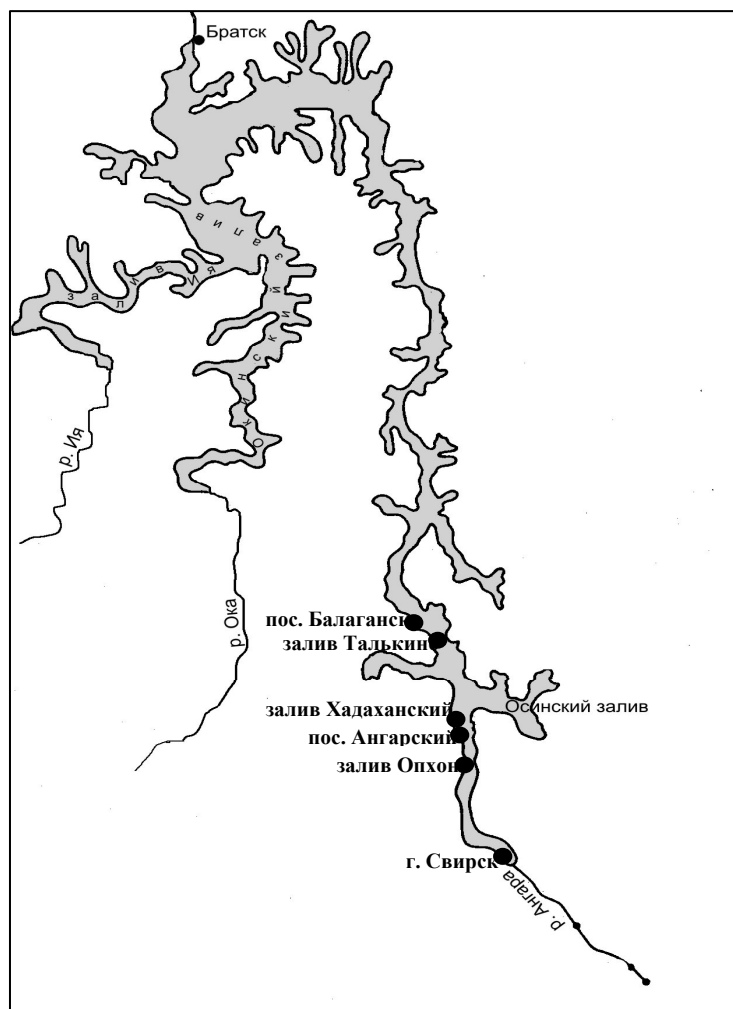 Братск
залив Ия
Окинский залив
р. Ия
р. Ока
пос. Балаганск
залив Талькин
Осинский залив
залив Хадаханский
пос. Ангарский
залив Опхон
г. Свирск
р. Ангара